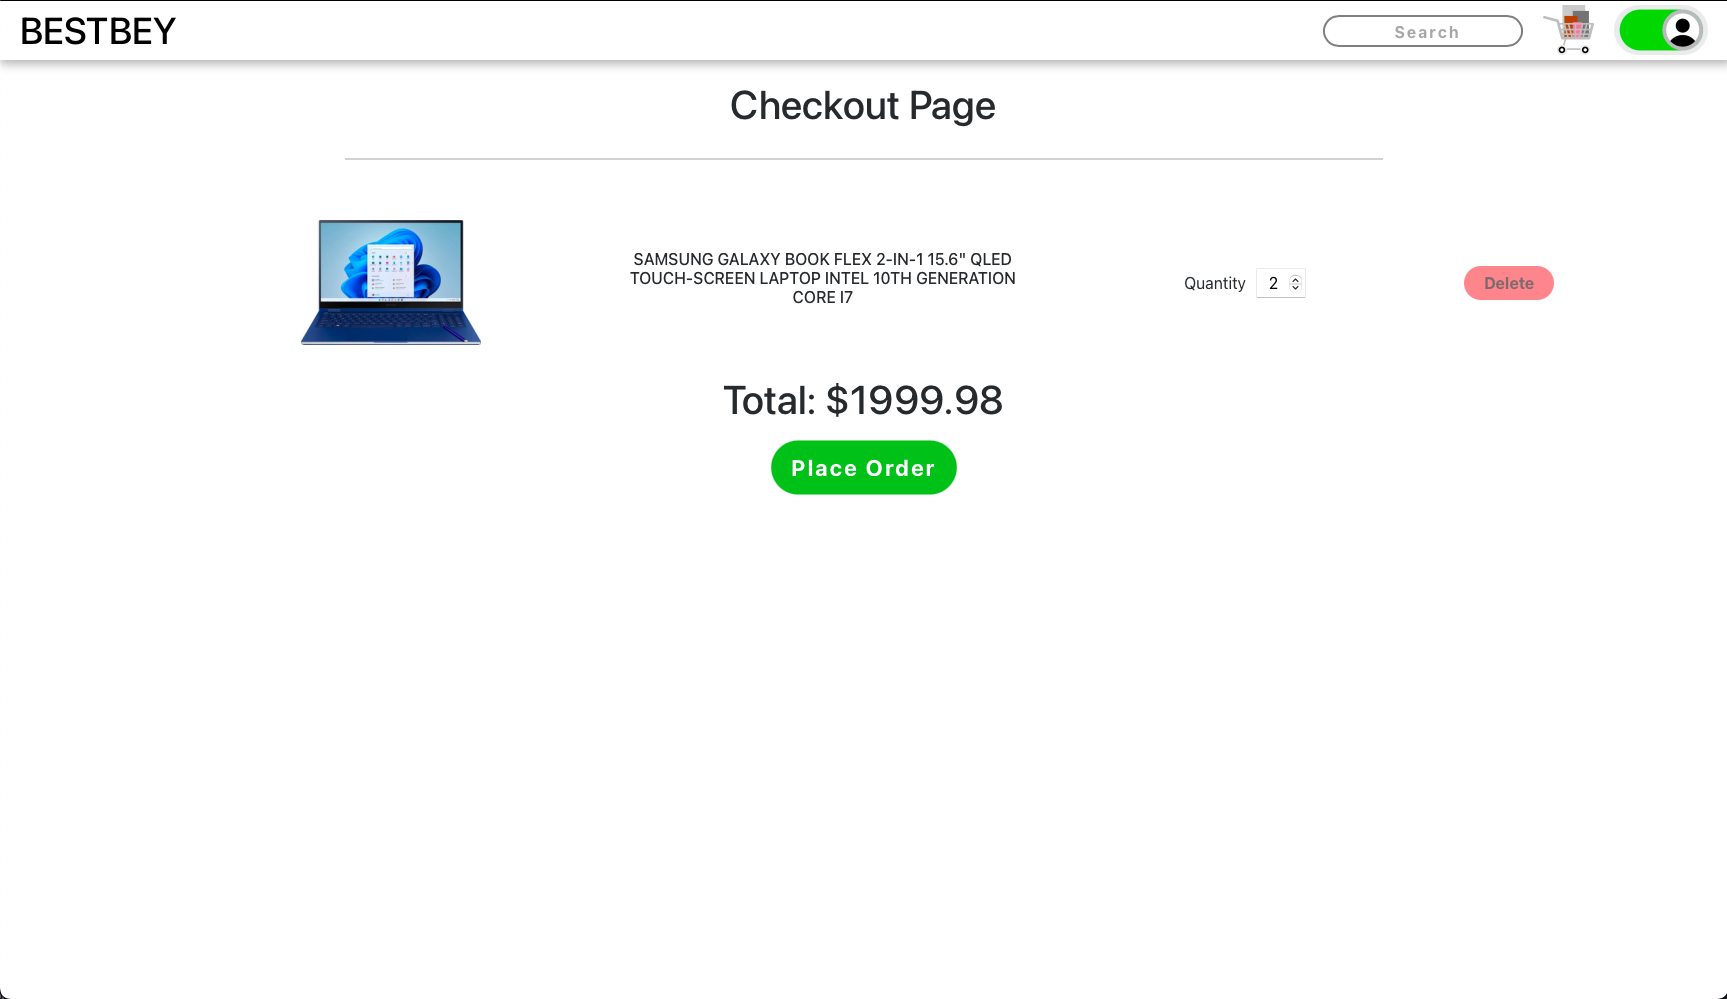 BESTBEY
Search
Checkout Page
SAMSUNG GALAXY BOOK FLEX 2-IN-1 15.6" QLED
TOUCH-SCREEN LAPTOP INTEL 10TH GENERATION
CORE I7
Quantity 2
Delete
Total: $1999.98
Place Order